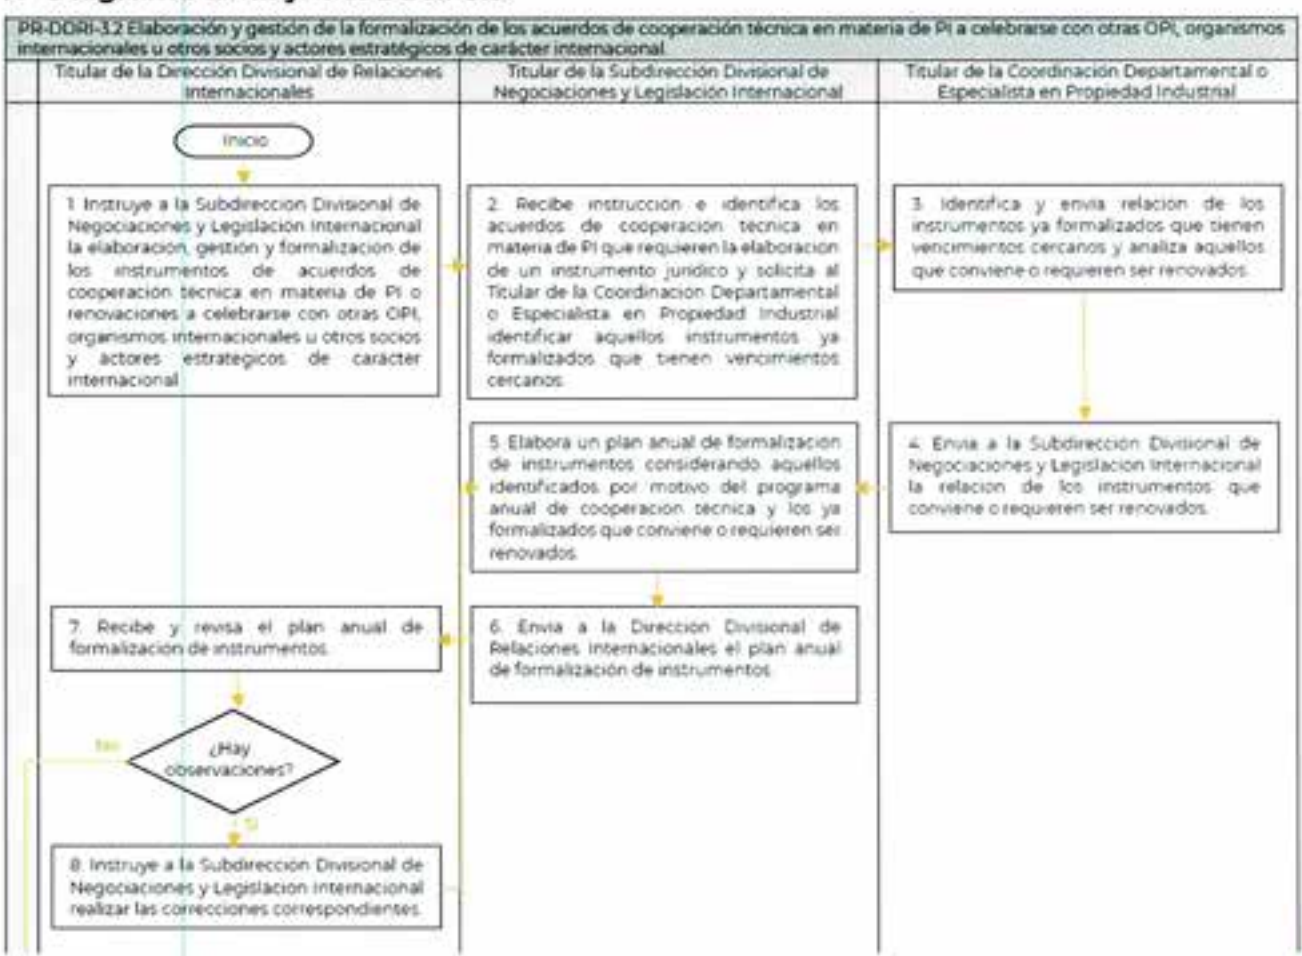 PR-DDRI-3.2 Elaboración y gestión de la formalización de los acuerdos de cooperación técnica en materia de PI a celebrarse con otras OPI, organismos
internacionales u otros socios y actores estratégicos de carácter internacional
Titular de la Dirección Divisional de Relaciones
Internacionales
Titular de la Subdirección Divisional de
Negociaciones y Legislación Internacional
Titular de la Coordinación Departamental o
Especialista en Propiedad Industrial
Inicio
1. Instruye a la Subdirección Divisional de
Negociaciones y Legislación Internacional
la elaboración, gestión y formalización de
los instrumentos de acuerdos de
cooperación técnica en materia de PI o
renovaciones a celebrarse con otras OPI,
organismos internacionales u otros socios
y actores estratégicos de carácter
internacional
2. Recibe instrucción e identifica los
acuerdos de cooperación técnica en
materia de PI que requieren la elaboración
de un instrumento jurídico y solicita al
Titular de la Coordinación Departamental
o Especialista en Propiedad Industrial
identificar aquellos instrumentos ya
formalizados que tienen vencimientos
cercanos.
3. Identifica y envía relación de los
instrumentos ya formalizados que tienen
vencimientos cercanos y analiza aquellos
que conviene o requieren ser renovados.
4. Envía a la Subdirección Divisional de
Negociaciones y Legislación Internacional
la relación de los instrumentos que
conviene o requieren ser renovados.
5. Elabora un plan anual de formalización
de instrumentos considerando aquellos
identificados por motivo del programa
anual de cooperación técnica y los ya
formalizados que conviene o requieren ser
renovados.
6. Envía a la Dirección Divisional de
Relaciones Internacionales el plan anual
de formalización de instrumentos.
7. Recibe y revisa el plan anual de
formalización de instrumentos.
¿Hay
observaciones?
No
Si
8. Instruye a la Subdirección Divisional de
Negociaciones y Legislación Internacional
realizar las correcciones correspondientes.